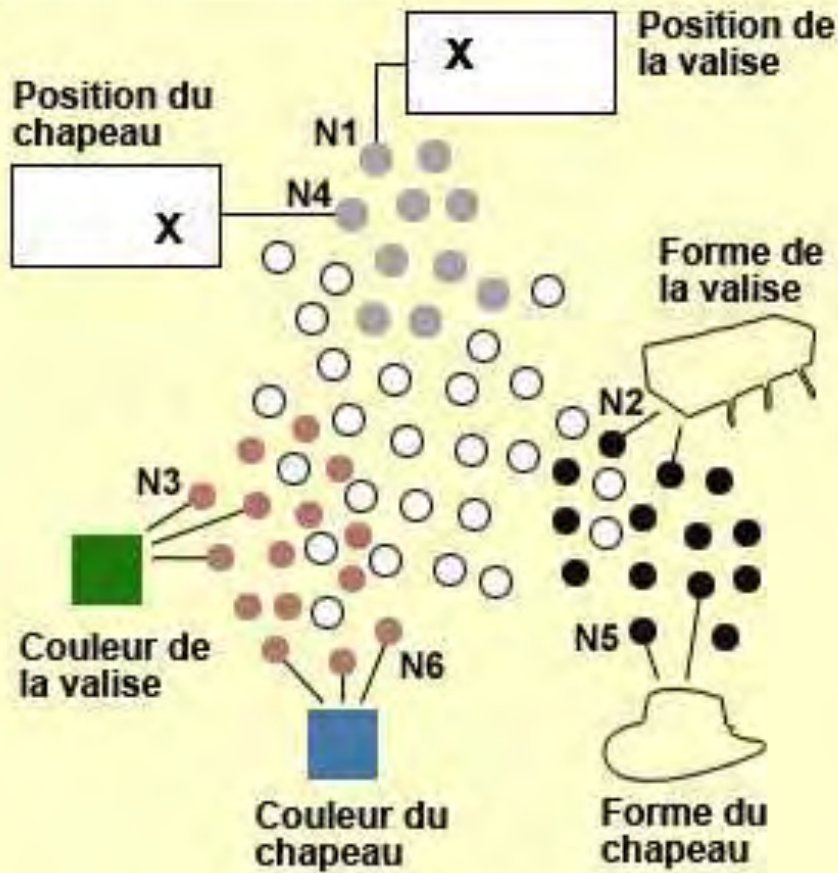 Position de
la valise
X
Position du
chapeau
N1
N4
X
Forme de
la valise
N2
N3
N5
Couleur de
la valise
N6
Couleur du
chapeau
Forme du
chapeau